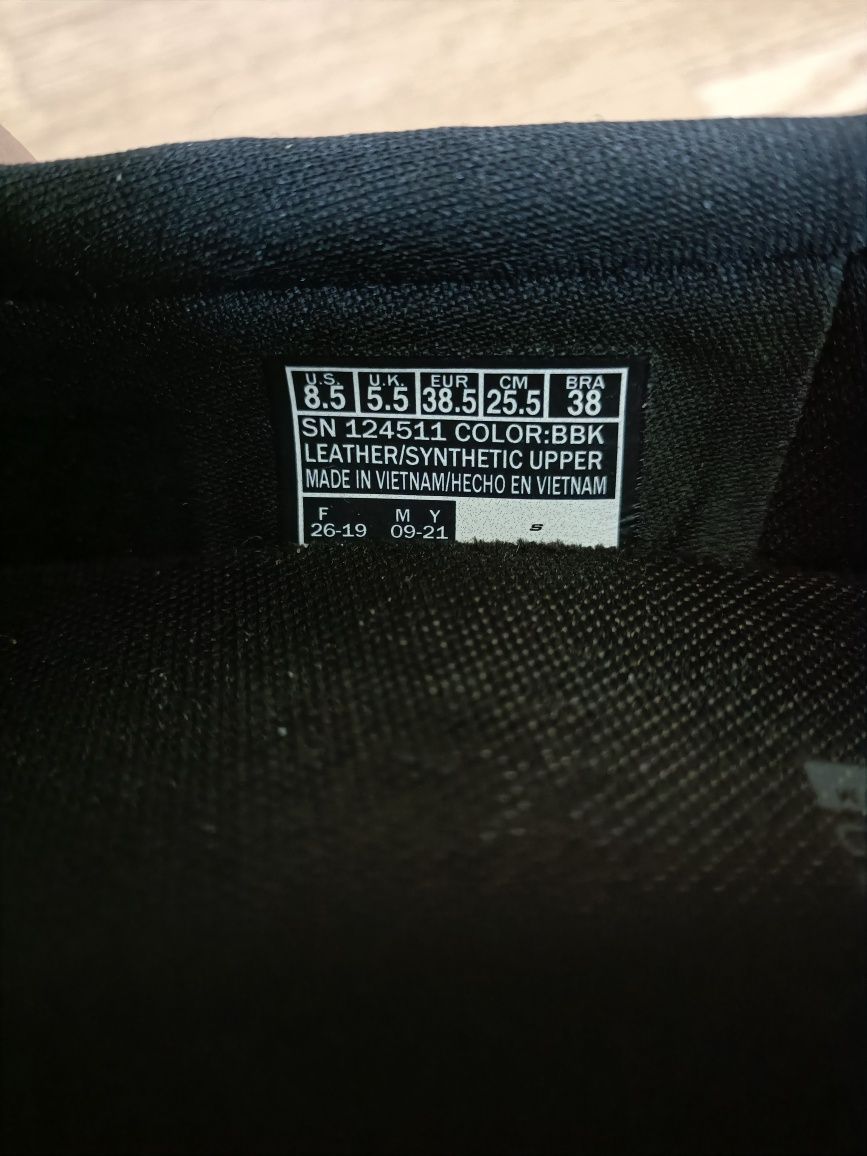 U.S. U.K. EUR CM BRA
8.5 5.5 38.5 25.5 38
SN 124511 COLOR:BBK
LEATHER/SYNTHETIC UPPER
MADE IN VIETNAM/HECHO EN VIETNAM
F M Y
26-19 09-21
S